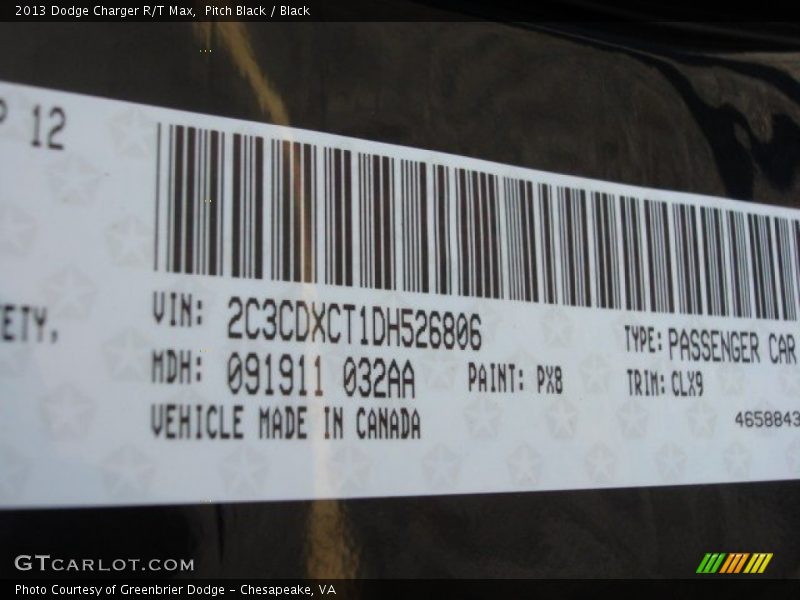 2013 Dodge Charger R/T Max, Pitch Black / Black
P 12
ETY,
VIN: 2C3CDXCT1DH526806
TYPE: PASSENGER CAR
MDH: 091911 032AA
PAINT: PX8
TRIM: CLX9
VEHICLE MADE IN CANADA
4658843
GTCARLOT.COM
Photo Courtesy of Greenbrier Dodge - Chesapeake, VA